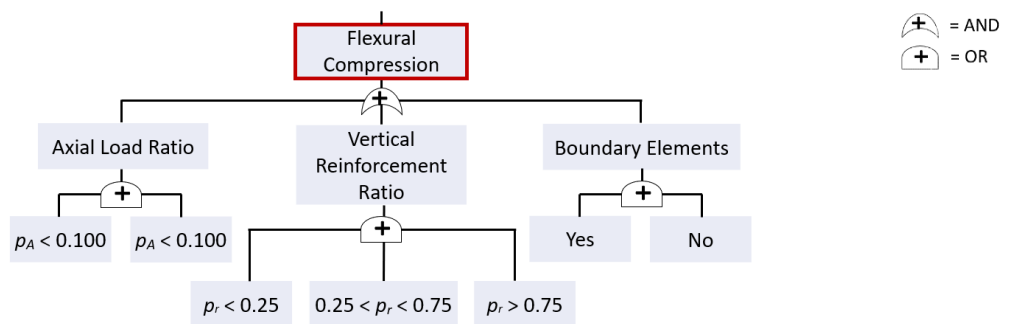 Flexural
Compression
+ = AND
+ = OR
+
Axial Load Ratio
Vertical
Reinforcement
Ratio
Boundary Elements
+
+
+
pA < 0.100
pA < 0.100
Yes
No
pr < 0.25
0.25 < pr < 0.75
pr > 0.75